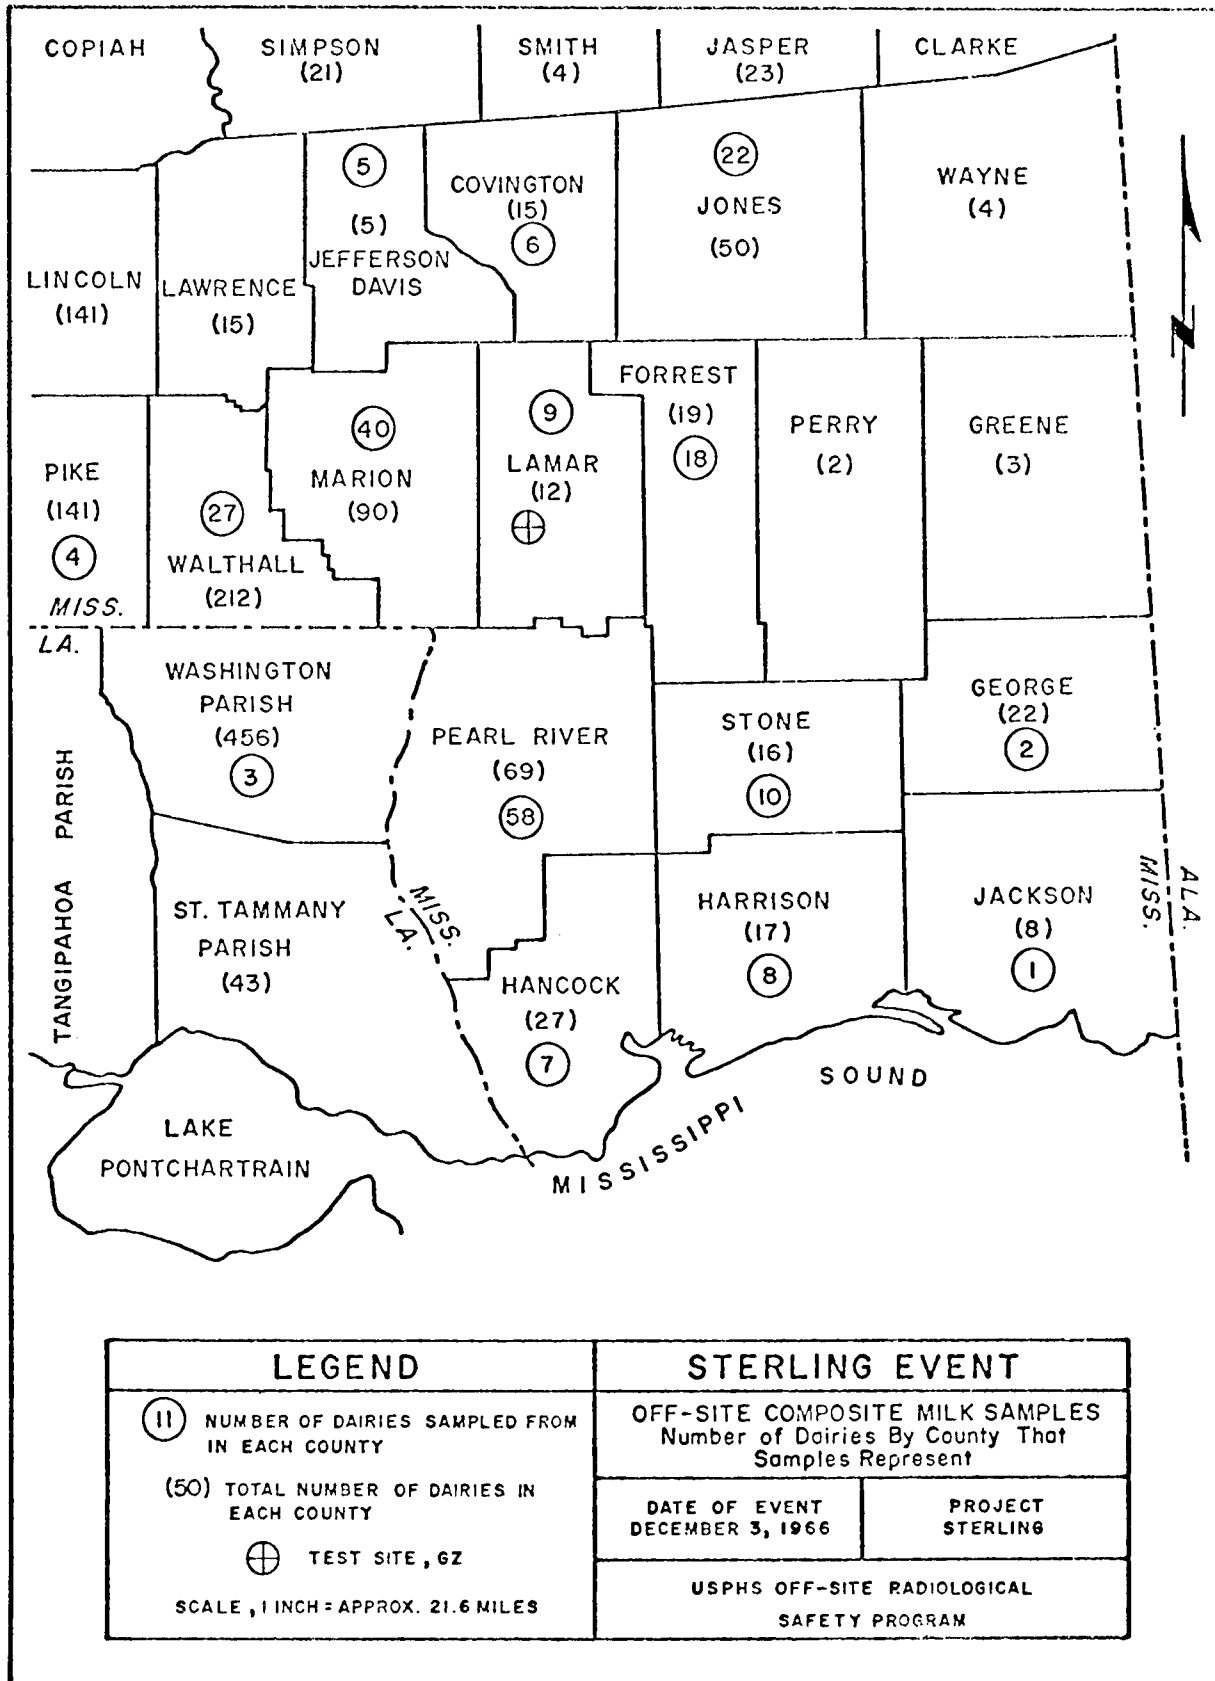 COPIAH
SIMPSON
(21)
SMITH
(4)
JASPER
(23)
CLARKE
5
(5)
JEFFERSON
DAVIS
COVINGTON
(15)
6
22
JONES
(50)
WAYNE
(4)
LINCOLN
(141)
LAWRENCE
(15)
PIKE
(141)
4
MISS.
LA.
27
WALTHALL
(212)
40
MARION
(90)
9
LAMAR
(12)
FORREST
(19)
18
PERRY
(2)
GREENE
(3)
N
WASHINGTON
PARISH
(456)
3
PEARL RIVER
(69)
58
STONE
(16)
10
GEORGE
(22)
2
TANGIPAHOA PARISH
ST. TAMMANY
PARISH
(43)
MISS.
LA.
HANCOCK
(27)
7
HARRISON
(17)
8
JACKSON
(8)
1
MISS.
ALA.
LAKE
PONTCHARTRAIN
MISSISSIPPI SOUND
LEGEND
11 NUMBER OF DAIRIES SAMPLED FROM
IN EACH COUNTY
(50) TOTAL NUMBER OF DAIRIES IN
EACH COUNTY
TEST SITE, GZ
SCALE, 1 INCH = APPROX. 21.6 MILES
STERLING EVENT
OFF-SITE COMPOSITE MILK SAMPLES
Number of Dairies By County That
Samples Represent
DATE OF EVENT
DECEMBER 3, 1966
PROJECT
STERLING
USPHS OFF-SITE RADIOLOGICAL
SAFETY PROGRAM